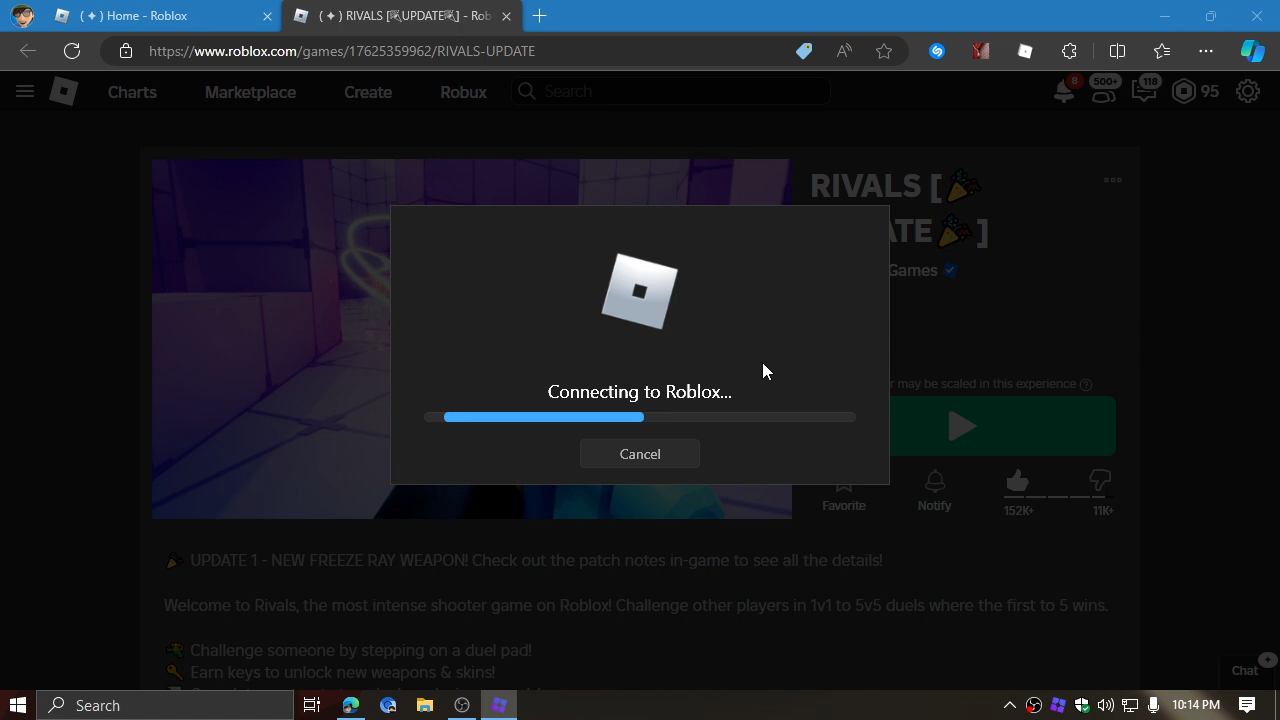 ( ✦ ) Home - Roblox
( ✦ ) RIVALS [⛏UPDATE⛏] - Rob
https://www.roblox.com/games/17625359962/RIVALS-UPDATE
Charts
Marketplace
Create
Robux
Search
8
500+
118
95
RIVALS [🎉
ATE🎉]
Games
Connecting to Roblox...
Cancel
r may be scaled in this experience
Favorite
Notify
152K+
11K+
🎉 UPDATE 1 - NEW FREEZE RAY WEAPON! Check out the patch notes in-game to see all the details!
Welcome to Rivals, the most intense shooter game on Roblox! Challenge other players in 1v1 to 5v5 duels where the first to 5 wins.
🔫 Challenge someone by stepping on a duel pad!
🔑 Earn keys to unlock new weapons & skins!
Chat
Search
10:14 PM